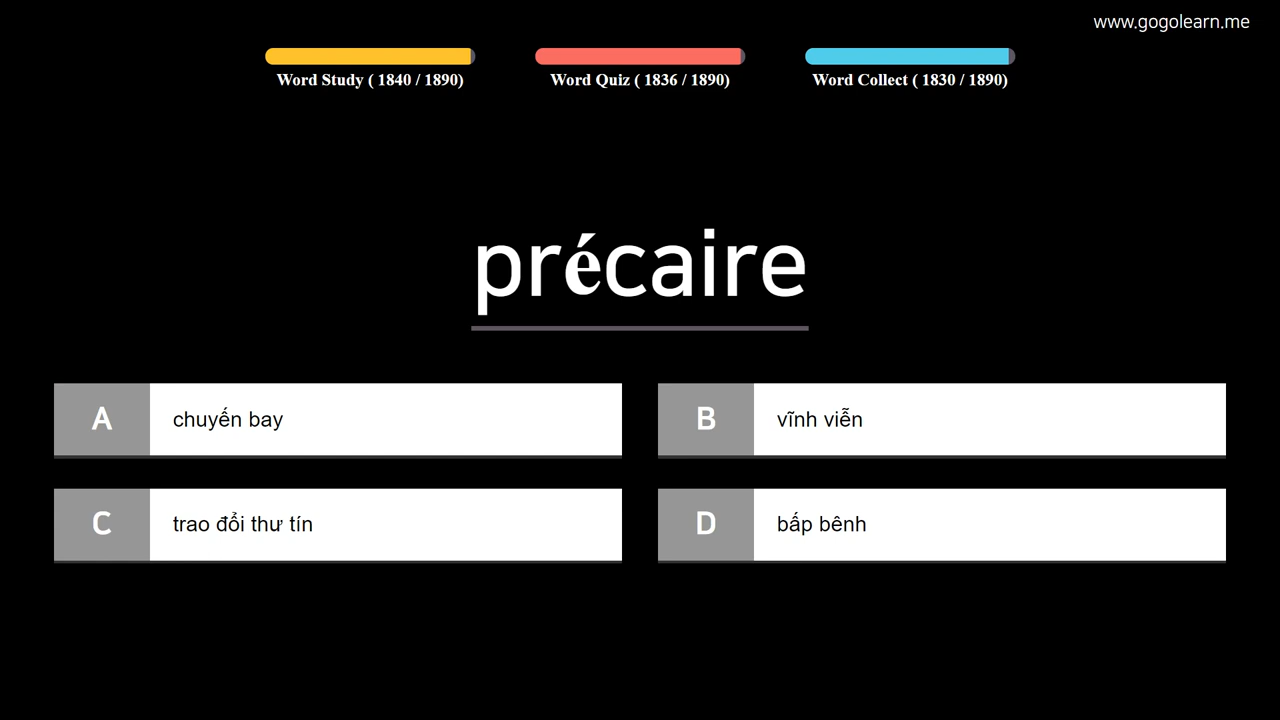 www.gogolearn.me
Word Study ( 1840 / 1890)
Word Quiz ( 1836 / 1890)
Word Collect ( 1830 / 1890)
précaire
A chuyến bay
B vĩnh viễn
C trao đổi thư tín
D bấp bênh